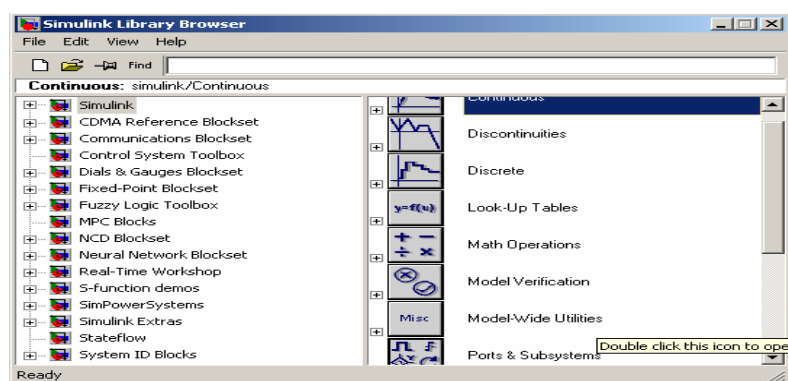 Simulink Library Browser
File Edit View Help
Find
Continuous: simulink/Continuous
Simulink
CDMA Reference Blockset
Communications Blockset
Control System Toolbox
Dials & Gauges Blockset
Fixed-Point Blockset
Fuzzy Logic Toolbox
MPC Blocks
NCD Blockset
Neural Network Blockset
Real-Time Workshop
S-function demos
SimPowerSystems
Simulink Extras
Stateflow
System ID Blocks
Continuous
Discontinuities
Discrete
y=f(u) Look-Up Tables
Math Operations
Model Verification
Misc Model-Wide Utilities
Double click this icon to ope
Ports & Subsystems
Ready